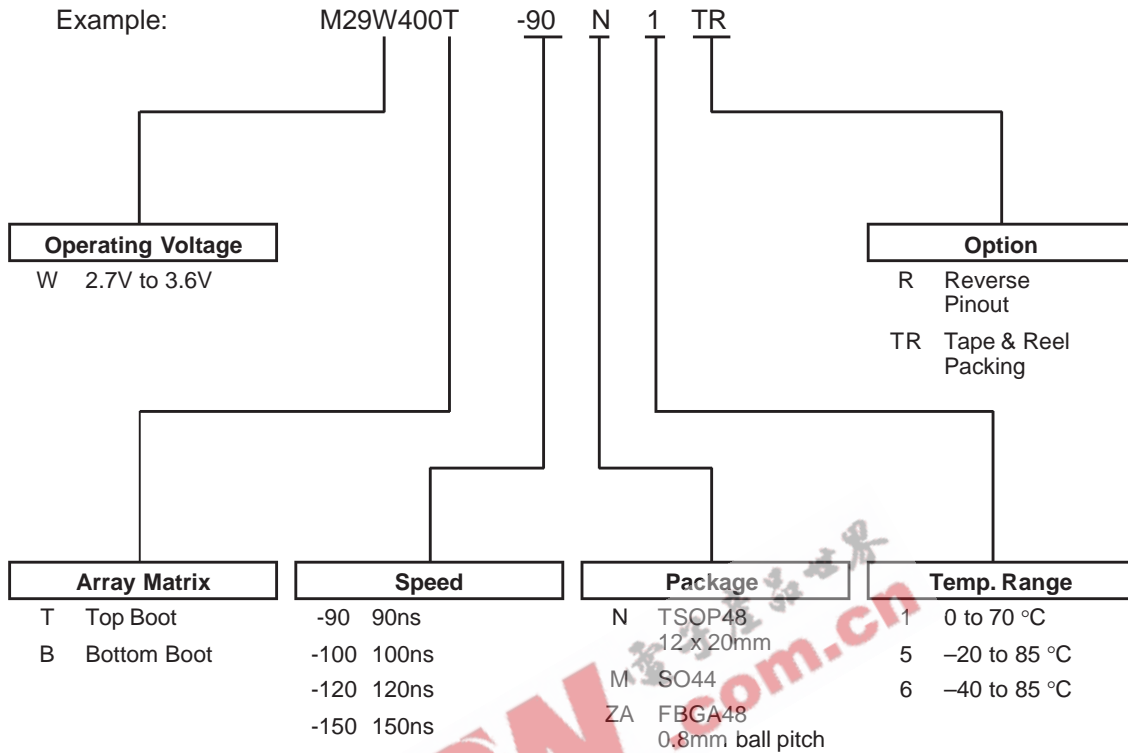 Example: M29W400T -90 N 1 TR
Operating Voltage
W 2.7V to 3.6V
Option
R Reverse
Pinout
TR Tape & Reel
Packing
Array Matrix
T Top Boot
B Bottom Boot
Speed
-90 90ns
-100 100ns
-120 120ns
-150 150ns
Package
N TSOP48
12 x 20mm
M SO44
ZA FBGA48
0.8mm ball pitch
Temp. Range
1 0 to 70 °C
5 –20 to 85 °C
6 –40 to 85 °C
.com.cn